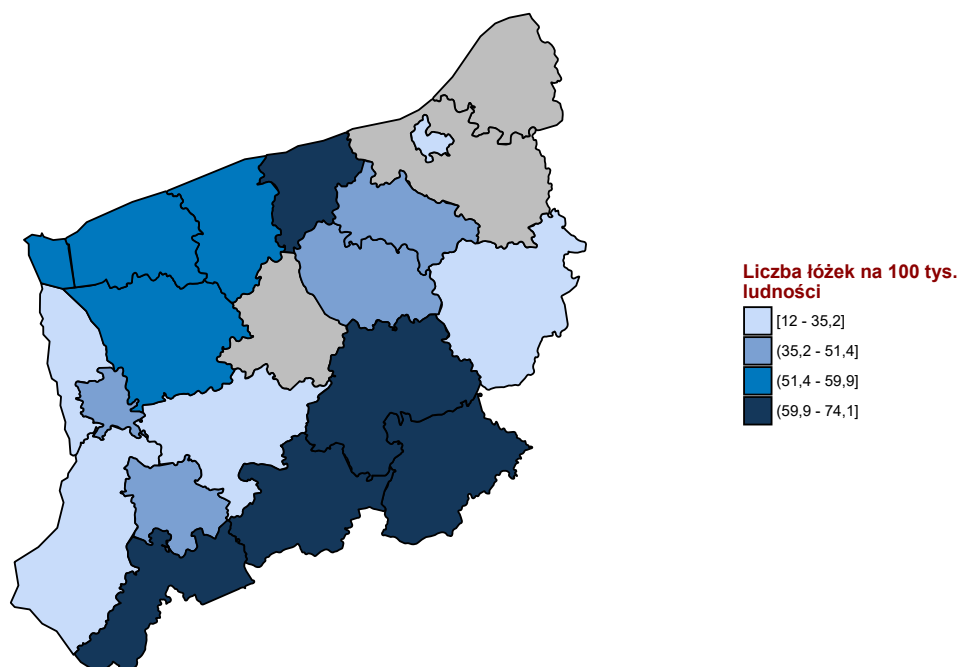 Liczba łóżek na 100 tys.
ludności
[12 - 35,2]
(35,2 - 51,4]
(51,4 - 59,9]
(59,9 - 74,1]